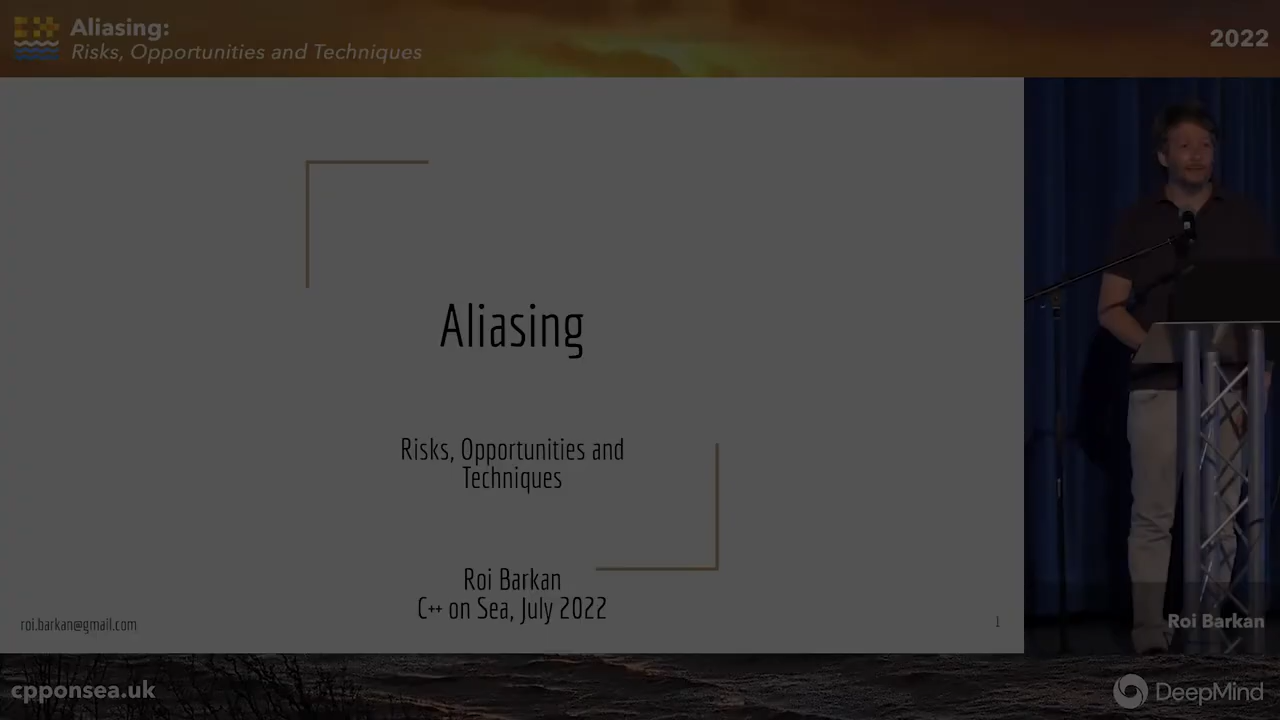 Aliasing:
Risks, Opportunities and Techniques
2022
Aliasing
Risks, Opportunities and
Techniques
Roi Barkan
C++ on Sea, July 2022
roi.barkan@gmail.com
1
Roi Barkan
cpponsea.uk
DeepMind